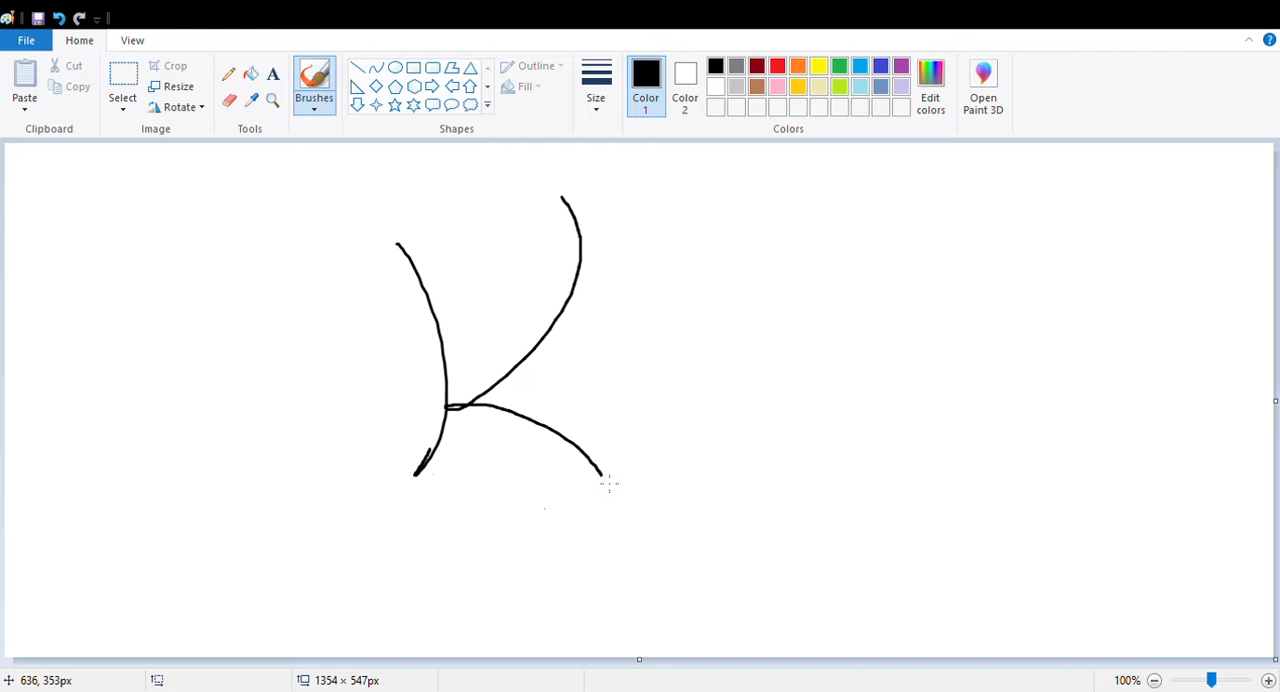 File Home View
Cut Crop Outline
Copy Resize Fill
Paste Select Rotate Brushes Size Color 1 Color 2 Edit colors Open Paint 3D
Clipboard Image Tools Shapes Colors
K
636, 353px 1354 × 547px 100%